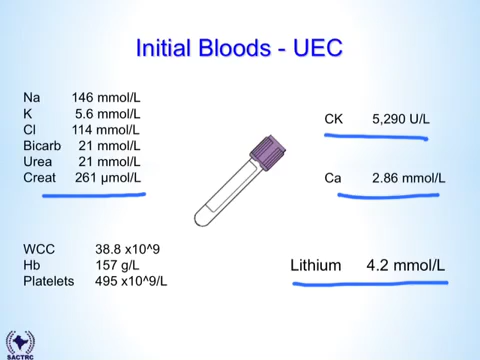 Initial Bloods - UEC
Na 146 mmol/L
K 5.6 mmol/L
Cl 114 mmol/L
Bicarb 21 mmol/L
Urea 21 mmol/L
Creat 261 µmol/L
CK 5,290 U/L
Ca 2.86 mmol/L
WCC 38.8 x10^9
Hb 157 g/L
Platelets 495 x10^9/L
Lithium 4.2 mmol/L
SACTRC